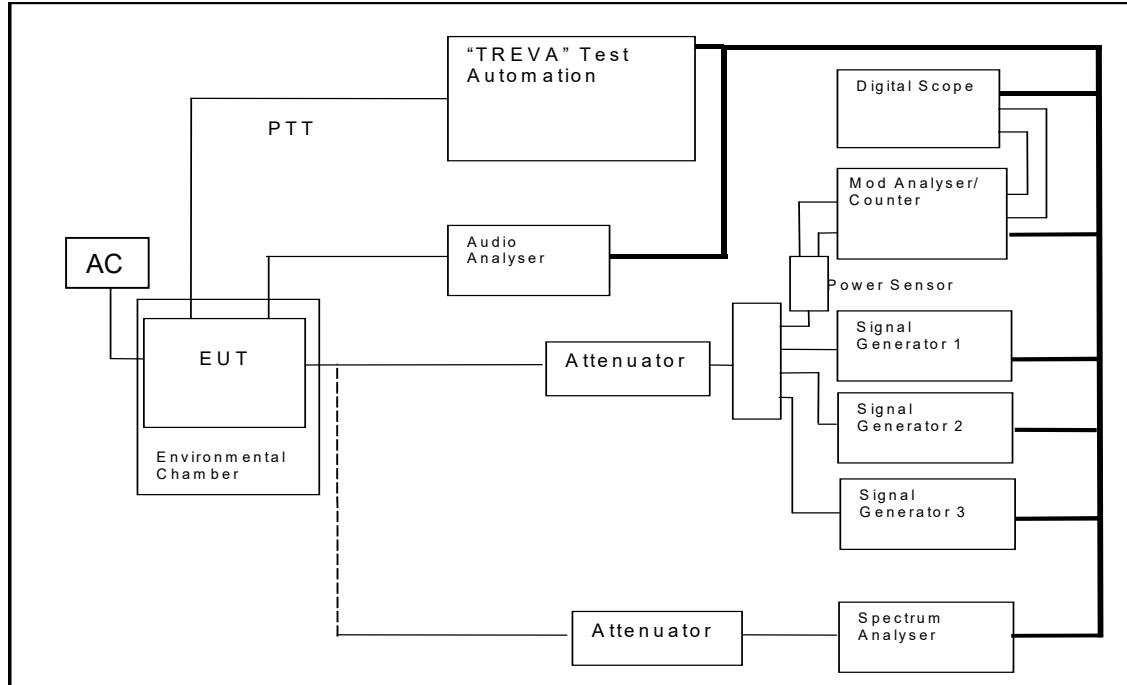 “TREVA” Test
Automation
Digital Scope
PTT
Mod Analyser/
Counter
Audio
Analyser
AC
Power Sensor
Signal
Generator 1
EUT
Attenuator
Signal
Generator 2
Environmental
Chamber
Signal
Generator 3
Attenuator
Spectrum
Analyser